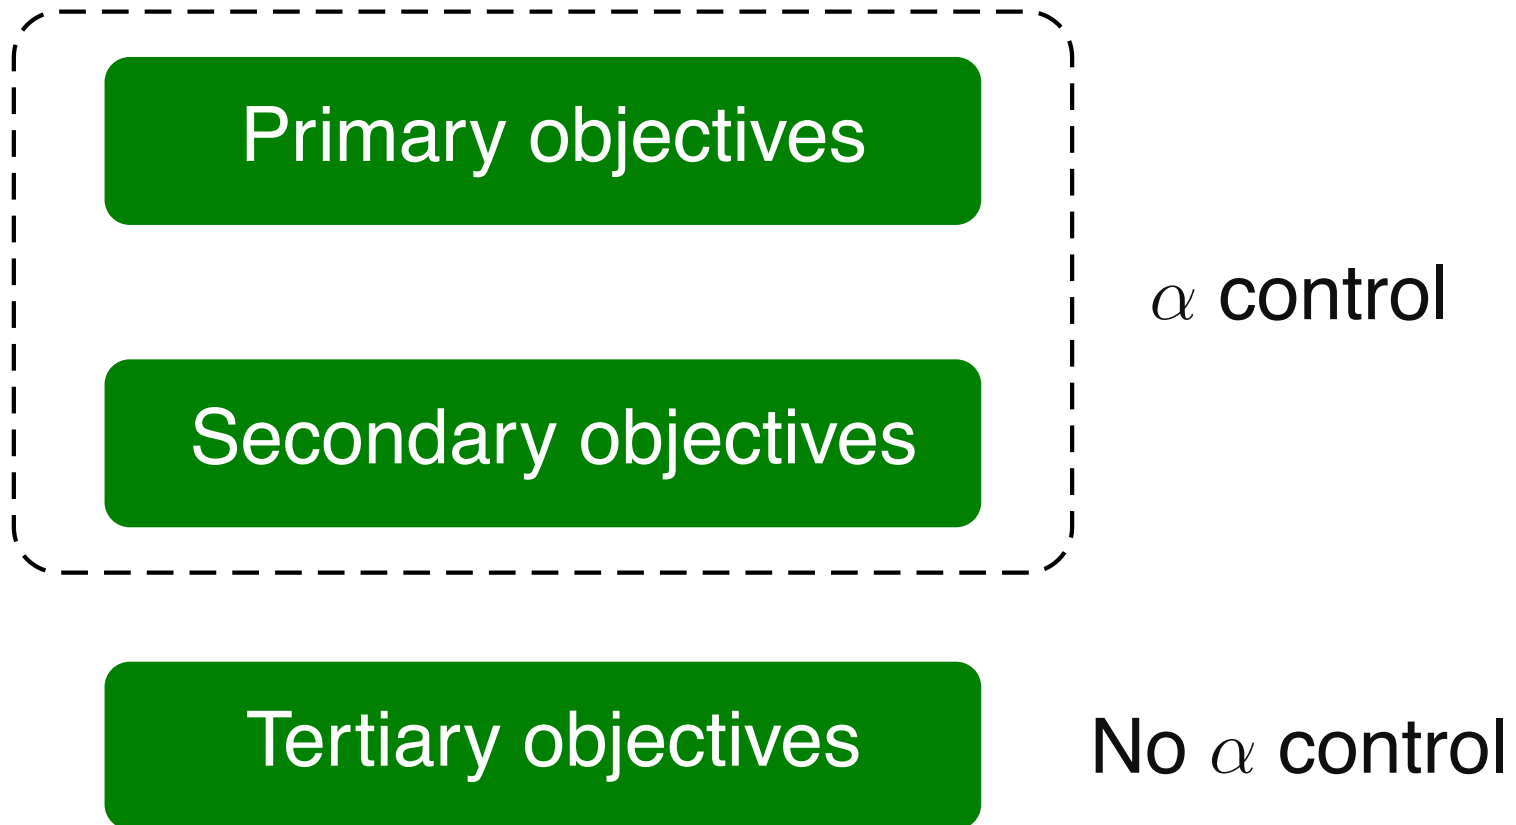 Primary objectives
α control
Secondary objectives
Tertiary objectives
No α control